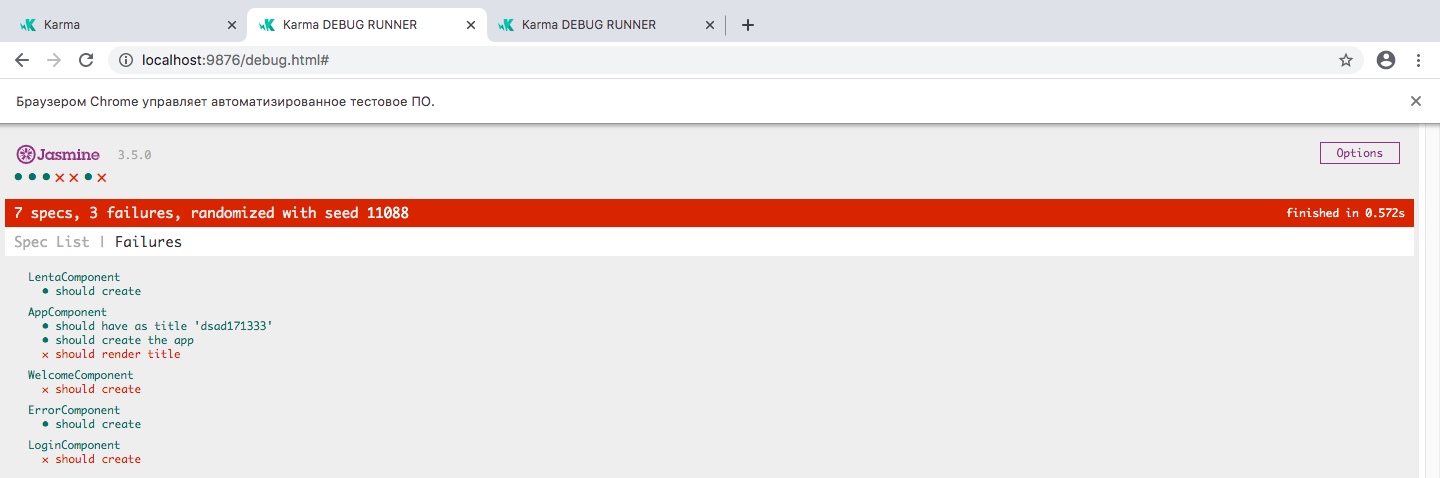 Karma
Karma DEBUG RUNNER
Karma DEBUG RUNNER
localhost:9876/debug.html#
Браузером Chrome управляет автоматизированное тестовое ПО.
Jasmine 3.5.0
Options
7 specs, 3 failures, randomized with seed 11088
finished in 0.572s
Spec List | Failures
LentaComponent
• should create
AppComponent
• should have as title 'dsad171333'
• should create the app
× should render title
WelcomeComponent
× should create
ErrorComponent
• should create
LoginComponent
× should create